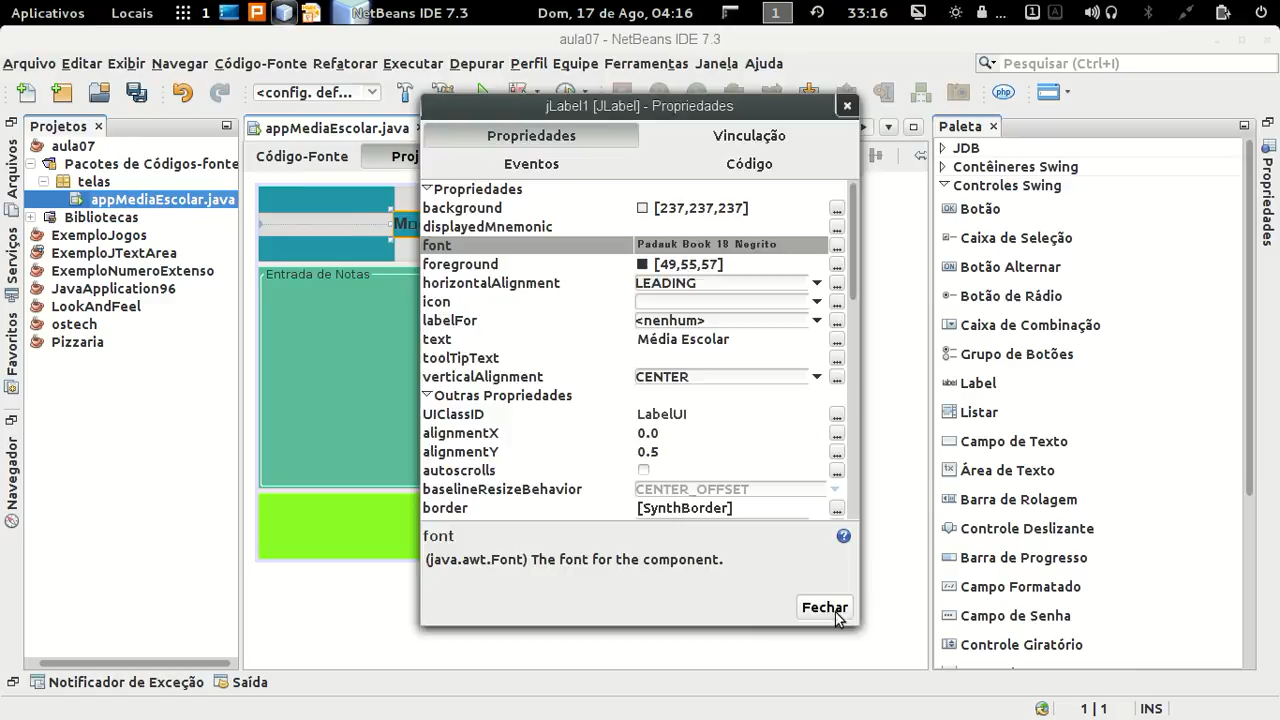 Aplicativos Locais 1 NetBeans IDE 7.3 Dom, 17 de Ago, 04:16 1 33:16 ... 1 A
aula07 - NetBeans IDE 7.3
Arquivo Editar Exibir Navegar Código-Fonte Refatorar Executar Depurar Perfil Equipe Ferramentas Janela Ajuda
Pesquisar (Ctrl+I)
<config. def...
php
Arquivos
Serviços
Favoritos
Navegador
Projetos
aula07
Pacotes de Códigos-fonte
telas
appMediaEscolar.java
Bibliotecas
ExemploJogos
ExemploJTextArea
ExemploNumeroExtenso
JavaApplication96
LookAndFeel
ostech
Pizzaria
appMediaEscolar.java
Código-Fonte
Entrada de Notas
jLabel1 [JLabel] - Propriedades
Propriedades Vinculação
Eventos Código
Propriedades
background [237,237,237] ...
displayedMnemonic ...
font Padauk Book 18 Negrito ...
foreground [49,55,57] ...
horizontalAlignment LEADING ...
icon ...
labelFor <nenhum> ...
text Média Escolar ...
toolTipText ...
verticalAlignment CENTER ...
Outras Propriedades
UIClassID LabelUI ...
alignmentX 0.0 ...
alignmentY 0.5 ...
autoscrolls ...
baselineResizeBehavior CENTER_OFFSET
border [SynthBorder] ...
font
(java.awt.Font) The font for the component.
Fechar
Paleta
JDB
Contêineres Swing
Controles Swing
Botão
Caixa de Seleção
Botão Alternar
Botão de Rádio
Caixa de Combinação
Grupo de Botões
label Label
Listar
Campo de Texto
Área de Texto
Barra de Rolagem
Controle Deslizante
Barra de Progresso
Campo Formatado
Campo de Senha
Controle Giratório
Propriedades
Notificador de Exceção Saída
1 | 1 INS